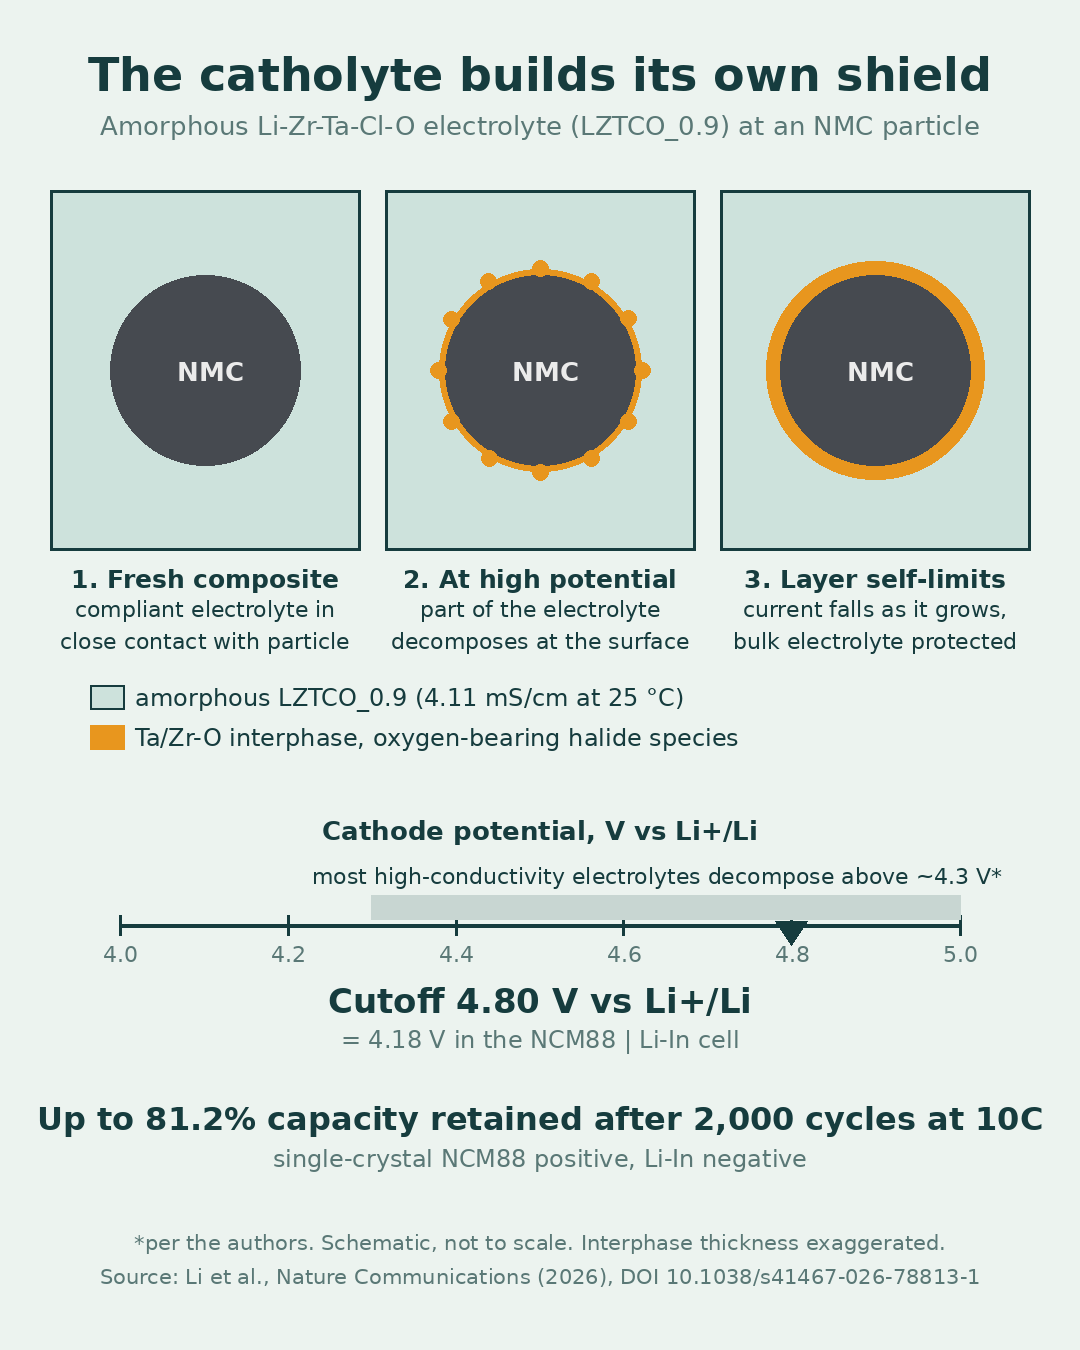 The catholyte builds its own shield
Amorphous Li-Zr-Ta-Cl-O electrolyte (LZTCO_0.9) at an NMC particle
NMC
NMC
NMC
1. Fresh composite
compliant electrolyte in
close contact with particle
2. At high potential
part of the electrolyte
decomposes at the surface
3. Layer self-limits
current falls as it grows,
bulk electrolyte protected
amorphous LZTCO_0.9 (4.11 mS/cm at 25 °C)
Ta/Zr-O interphase, oxygen-bearing halide species
Cathode potential, V vs Li+/Li
most high-conductivity electrolytes decompose above ~4.3 V*
4.0 4.2 4.4 4.6 4.8 5.0
Cutoff 4.80 V vs Li+/Li
= 4.18 V in the NCM88 | Li-In cell
Up to 81.2% capacity retained after 2,000 cycles at 10C
single-crystal NCM88 positive, Li-In negative
*per the authors. Schematic, not to scale. Interphase thickness exaggerated.
Source: Li et al., Nature Communications (2026), DOI 10.1038/s41467-026-78813-1